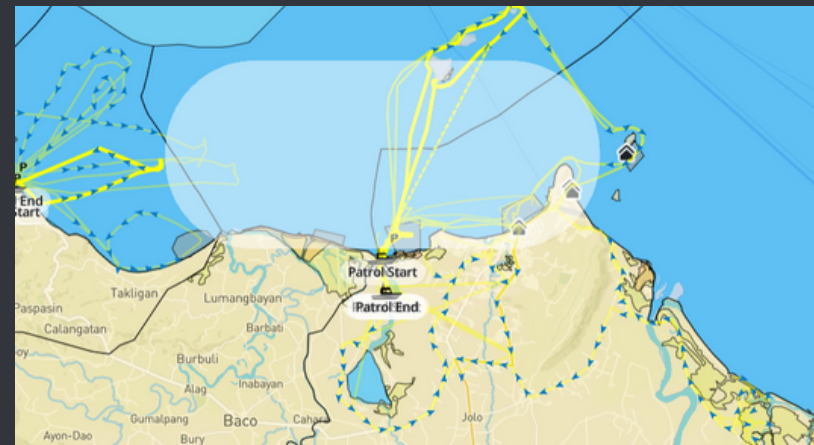 P
P
End
Start
P
Patrol Start
Patrol End
Takligan
Lumangbayan
Paspasin
Calangatan
Barbati
Burbuli
Alag
Inabayan
Gumalpang
Baco
Jolo
Ayon-Dao
Bury